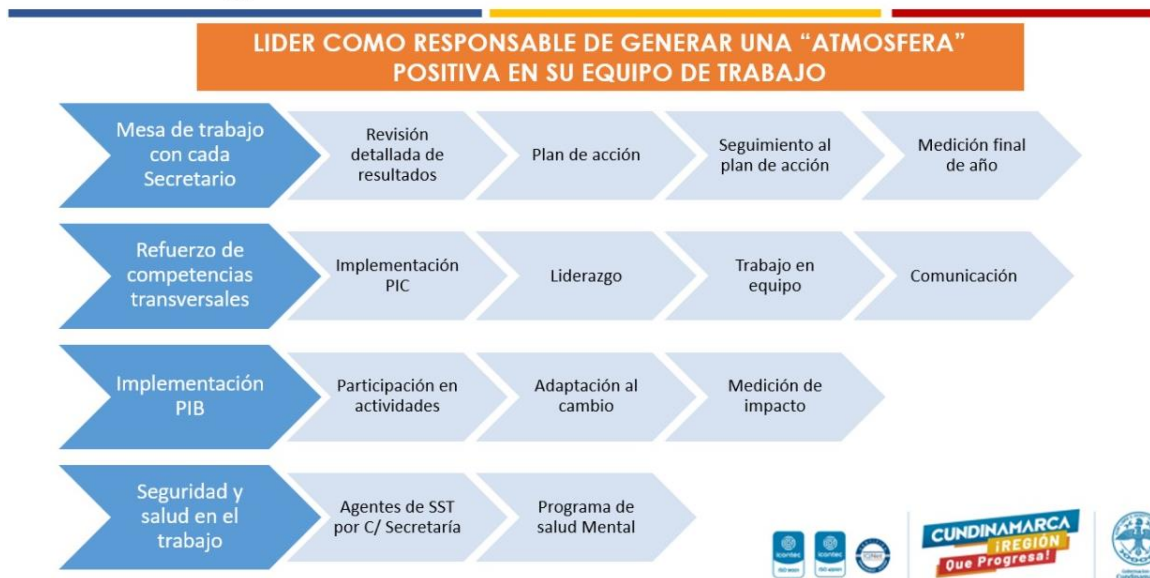 LIDER COMO RESPONSABLE DE GENERAR UNA “ATMOSFERA”
POSITIVA EN SU EQUIPO DE TRABAJO
Mesa de trabajo
con cada
Secretario
Revisión
detallada de
resultados
Plan de acción
Seguimiento al
plan de acción
Medición final
de año
Refuerzo de
competencias
transversales
Implementación
PIC
Liderazgo
Trabajo en
equipo
Comunicación
Implementación
PIB
Participación en
actividades
Adaptación al
cambio
Medición de
impacto
Seguridad y
salud en el
trabajo
Agentes de SST
por C/ Secretaría
Programa de
salud Mental
icontec
icontec
CUNDINAMARCA
¡REGIÓN
Que Progresa!
Cundinamarca